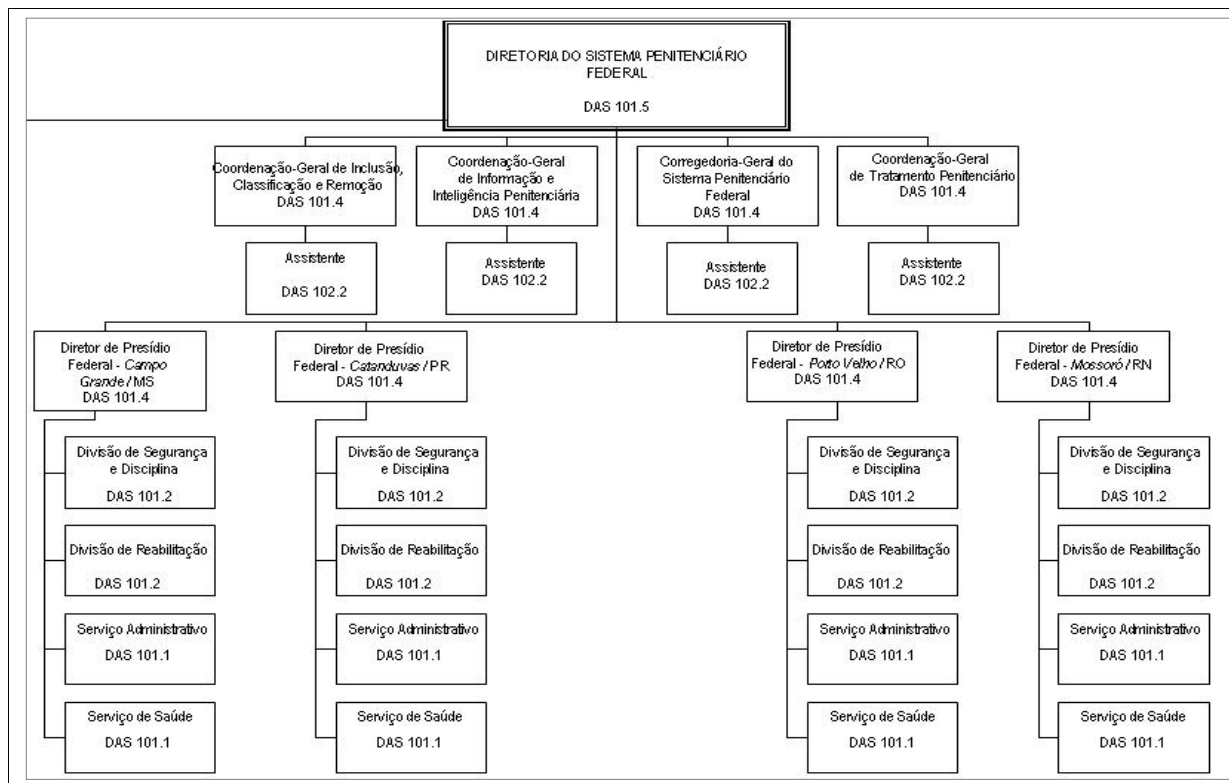 DIRETORIA DO SISTEMA PENITENCIÁRIO
FEDERAL
DAS 101.5
Coordenação-Geral de Inclusão,
Classificação e Remoção
DAS 101.4
Coordenação-Geral
de Informação e
Inteligência Penitenciária
DAS 101.4
Corregedoria-Geral do
Sistema Penitenciário
Federal
DAS 101.4
Coordenação-Geral
de Tratamento Penitenciário
DAS 101.4
Assistente
DAS 102.2
Assistente
DAS 102.2
Assistente
DAS 102.2
Assistente
DAS 102.2
Diretor de Presídio
Federal - Campo
Grande / MS
DAS 101.4
Diretor de Presídio
Federal - Catanduvas / PR
DAS 101.4
Diretor de Presídio
Federal - Porto Velho / RO
DAS 101.4
Diretor de Presídio
Federal - Mossoró / RN
DAS 101.4
Divisão de Segurança
e Disciplina
DAS 101.2
Divisão de Segurança
e Disciplina
DAS 101.2
Divisão de Segurança
e Disciplina
DAS 101.2
Divisão de Segurança
e Disciplina
DAS 101.2
Divisão de Reabilitação
DAS 101.2
Divisão de Reabilitação
DAS 101.2
Divisão de Reabilitação
DAS 101.2
Divisão de Reabilitação
DAS 101.2
Serviço Administrativo
DAS 101.1
Serviço Administrativo
DAS 101.1
Serviço Administrativo
DAS 101.1
Serviço Administrativo
DAS 101.1
Serviço de Saúde
DAS 101.1
Serviço de Saúde
DAS 101.1
Serviço de Saúde
DAS 101.1
Serviço de Saúde
DAS 101.1